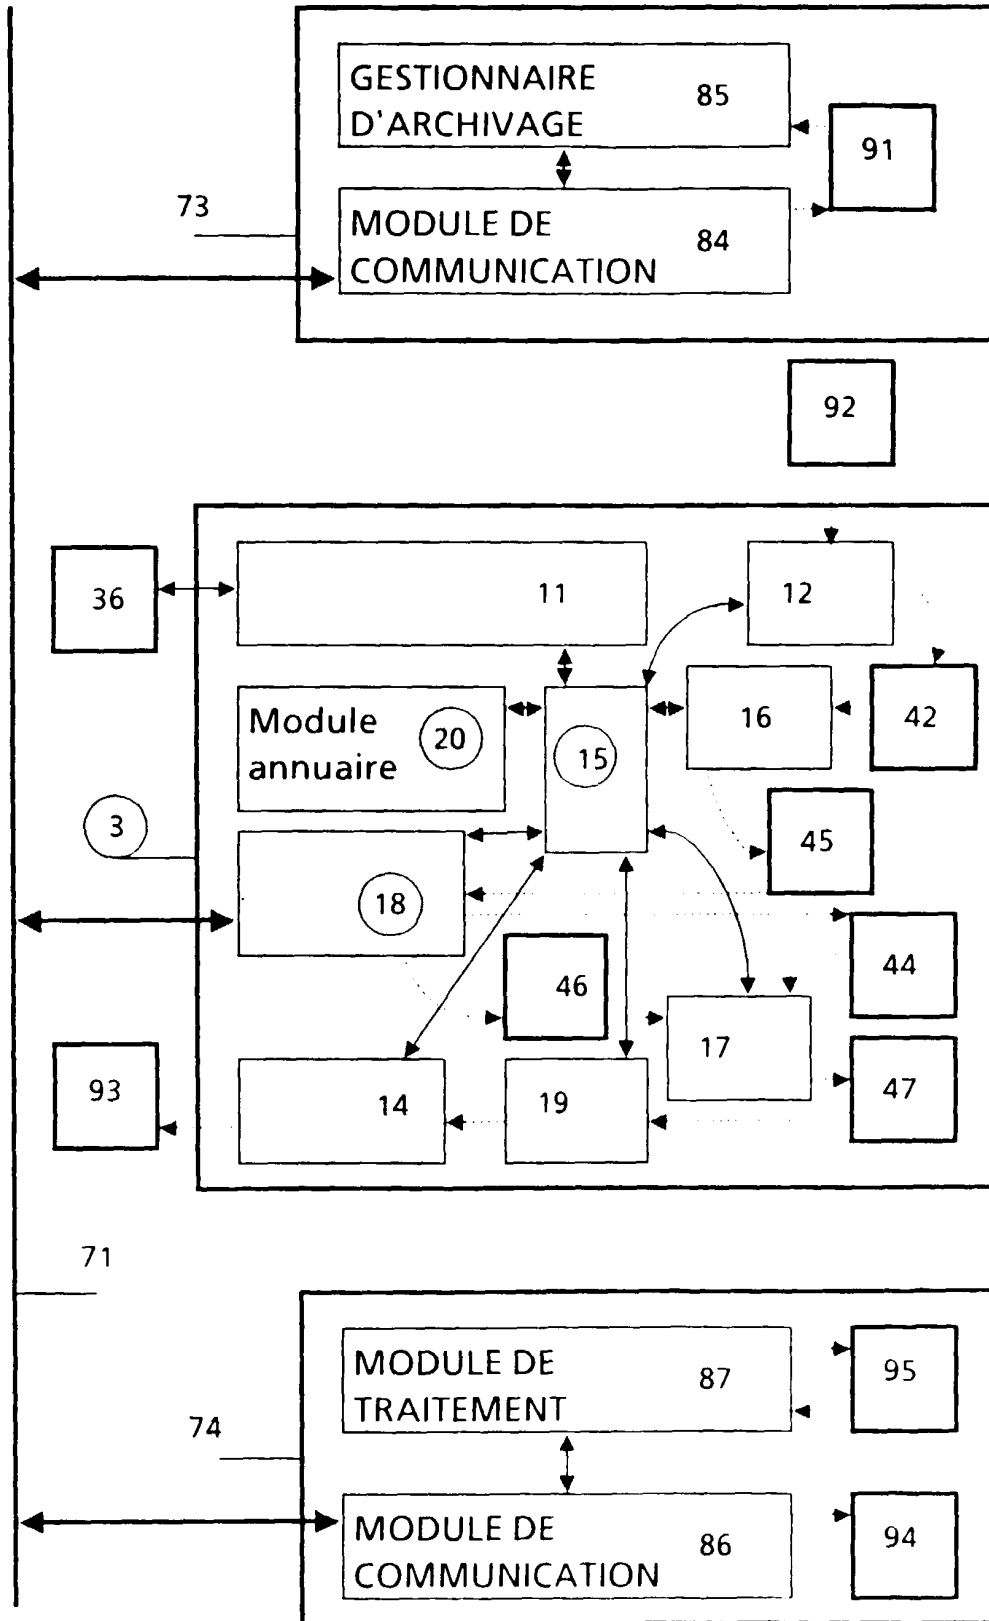 GESTIONNAIRE
D'ARCHIVAGE
85
91
73
MODULE DE
COMMUNICATION
84
92
36
11
12
Module
annuaire
20
15
16
42
3
45
18
44
46
17
93
14
19
47
71
MODULE DE
TRAITEMENT
87
95
74
MODULE DE
COMMUNICATION
86
94